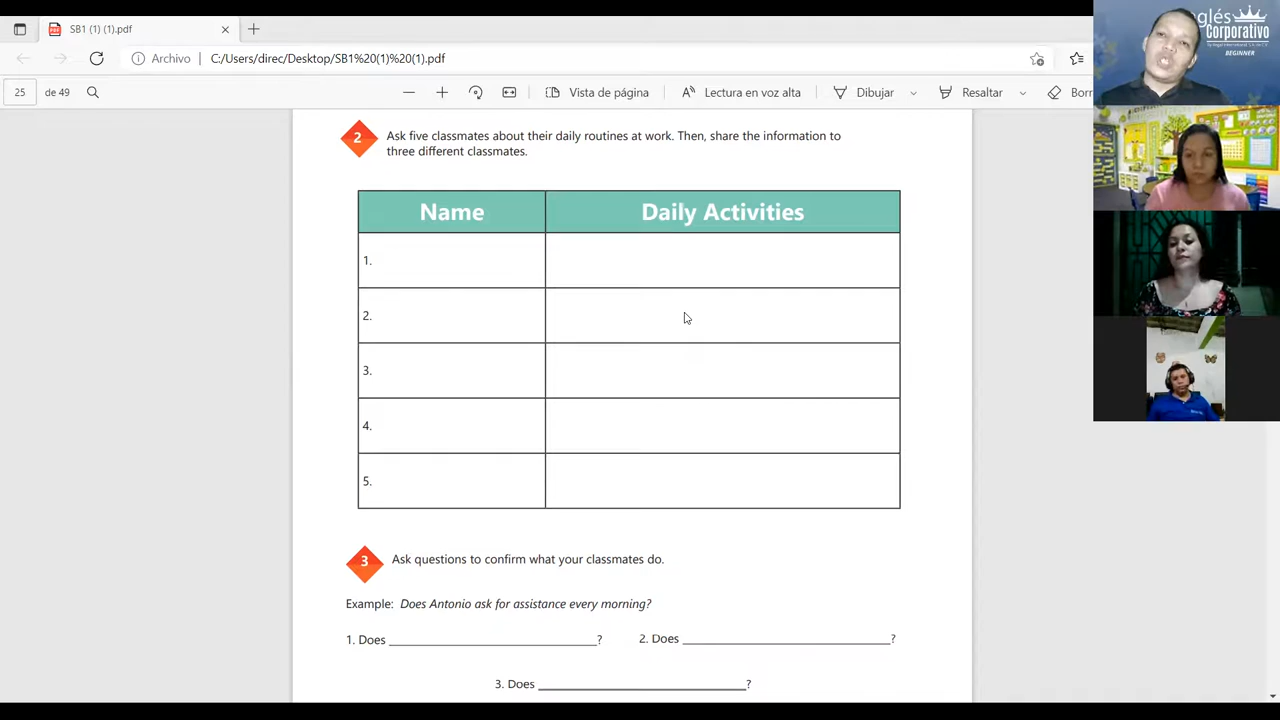 SB1 (1) (1).pdf
Archivo
C:/Users/direc/Desktop/SB1%20(1)%20(1).pdf
25
de 49
Vista de página
Lectura en voz alta
Dibujar
Resaltar
Inglés
Corporativo
BEGINNER
2
Ask five classmates about their daily routines at work. Then, share the information to
three different classmates.
Name
Daily Activities
1.
2.
3.
4.
5.
3
Ask questions to confirm what your classmates do.
Example: Does Antonio ask for assistance every morning?
1. Does ____________________________?
2. Does ____________________________?
3. Does ____________________________?